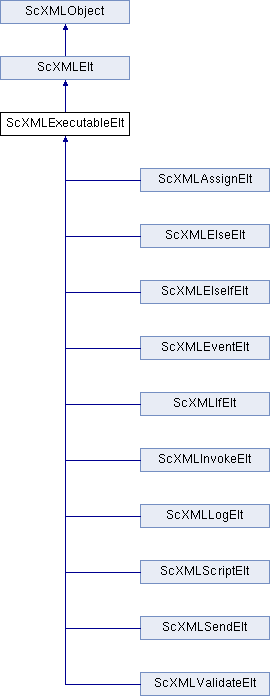 ScXMLObject
ScXMLElt
ScXMLExecutableElt
ScXMLAssignElt
ScXMLElseElt
ScXMLElseIfElt
ScXMLEventElt
ScXMLIfElt
ScXMLInvokeElt
ScXMLLogElt
ScXMLScriptElt
ScXMLSendElt
ScXMLValidateElt